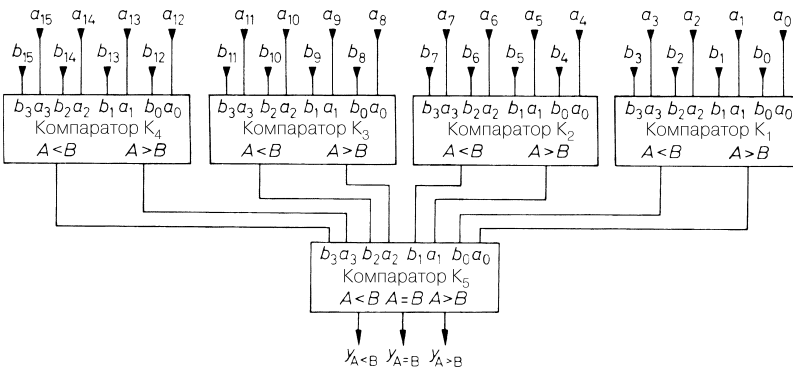 a15 a14 a13 a12 a11 a10 a9 a8 a7 a6 a5 a4 a3 a2 a1 a0
b15 b14 b13 b12 b11 b10 b9 b8 b7 b6 b5 b4 b3 b2 b1 b0
b3 a3 b2 a2 b1 a1 b0 a0
Компаратор K4
A<B A>B
b3 a3 b2 a2 b1 a1 b0 a0
Компаратор K3
A<B A>B
b3 a3 b2 a2 b1 a1 b0 a0
Компаратор K2
A<B A>B
b3 a3 b2 a2 b1 a1 b0 a0
Компаратор K1
A<B A>B
b3 a3 b2 a2 b1 a1 b0 a0
Компаратор K5
A<B A=B A>B
yA<B yA=B yA>B